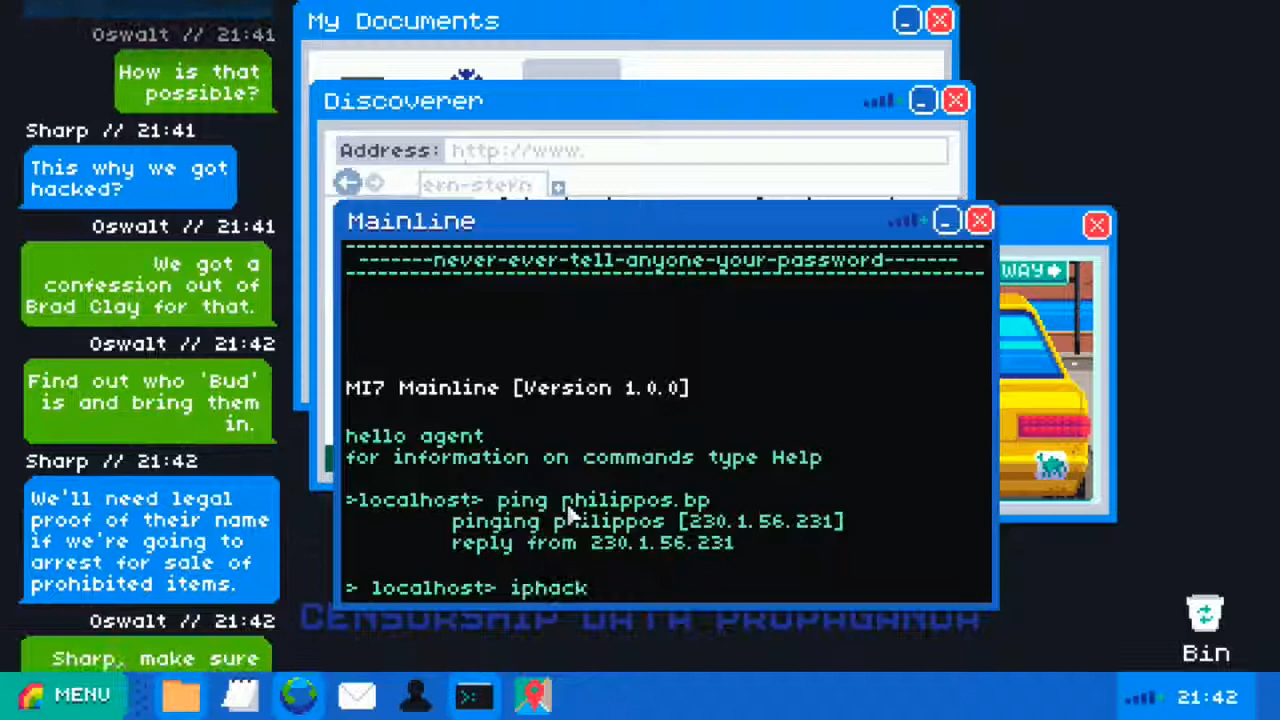 Oswalt // 21:41
How is that
possible?
Sharp // 21:41
This why we got
hacked?
Oswalt // 21:41
We got a
confession out of
Brad Clay for that.
Oswalt // 21:42
Find out who 'Bud'
is and bring them
in.
Sharp // 21:42
We'll need legal
proof of their name
if we're going to
arrest for sale of
prohibited items.
Oswalt // 21:42
Sharp, make sure
My Documents
Discoverer
Address: http://www.
ern-stern
Mainline
-------never-ever-tell-anyone-your-password-------
MI7 Mainline [Version 1.0.0]
hello agent
for information on commands type Help
>localhost> ping philippos.bp
pinging philippos [230.1.56.231]
reply from 230.1.56.231
> localhost> iphack
WAY
CENSORSHIP DATA PROPAGANDA
Bin
MENU
21:42